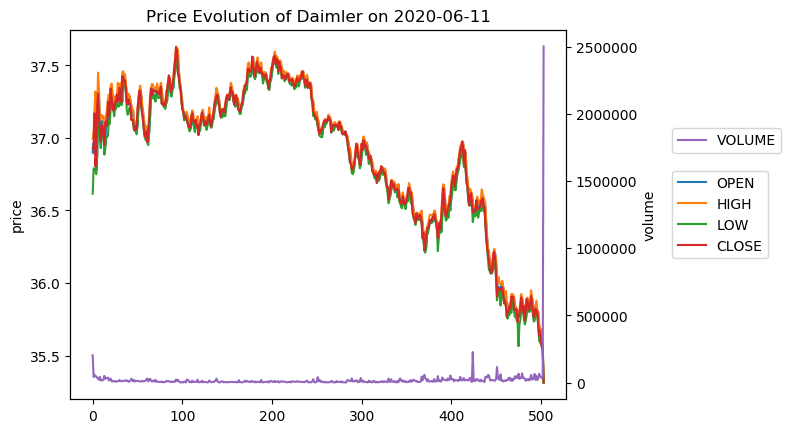 Price Evolution of Daimler on 2020-06-11
37.5
37.0
36.5
36.0
35.5
price
0
100
200
300
400
500
2500000
2000000
1500000
1000000
500000
0
volume
VOLUME
OPEN
HIGH
LOW
CLOSE